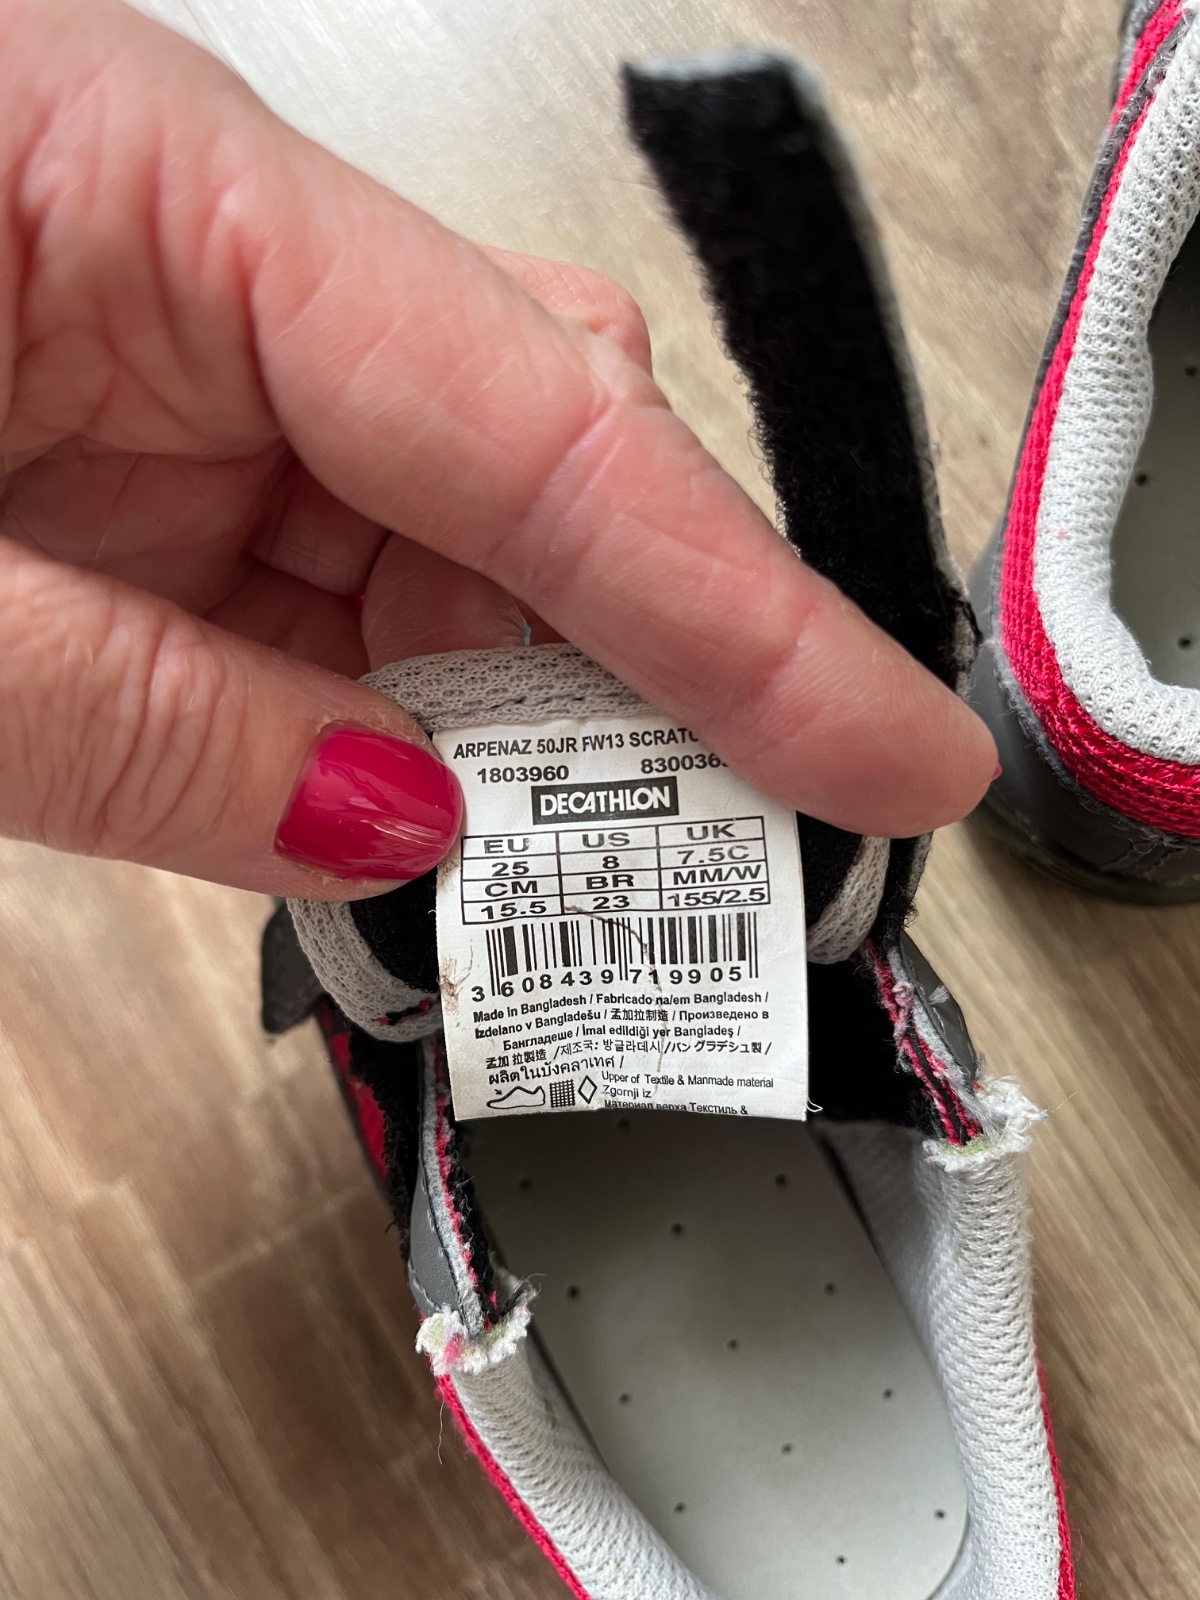 ARPENAZ 50JR FW13
1803960
DECATHLON
EU US UK
25 8 7.5C
CM BR MM/W
15.5 23 155/2.5
3 608439 719905
Made in Bangladesh / Fabricado na/em Bangladesh /
Izdelano v Bangladešu / 孟加拉制造 / Произведено в
Бангладеше / İmal edildiği yer Bangladeş /
孟加拉製造 /제조국: 방글라데시 /バングラデシュ製 /
ผลิตในบังคลาเทศ /
Upper of Textile & Manmade material
Zgornji iz
материал верха Текстиль &